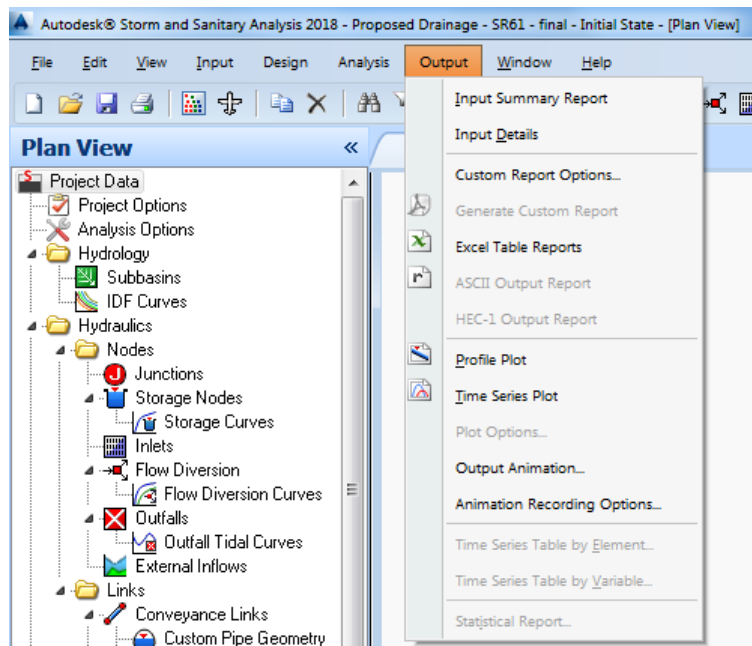 Autodesk® Storm and Sanitary Analysis 2018 - Proposed Drainage - SR61 - final - Initial State - [Plan View]
File Edit View Input Design Analysis Output Window Help
Plan View «
Project Data
Project Options
Analysis Options
Hydrology
Subbasins
IDF Curves
Hydraulics
Nodes
Junctions
Storage Nodes
Storage Curves
Inlets
Flow Diversion
Flow Diversion Curves
Outfalls
Outfall Tidal Curves
External Inflows
Links
Conveyance Links
Custom Pipe Geometry
Input Summary Report
Input Details
Custom Report Options...
Generate Custom Report
Excel Table Reports
ASCII Output Report
HEC-1 Output Report
Profile Plot
Time Series Plot
Plot Options...
Output Animation...
Animation Recording Options...
Time Series Table by Element...
Time Series Table by Variable...
Statistical Report...